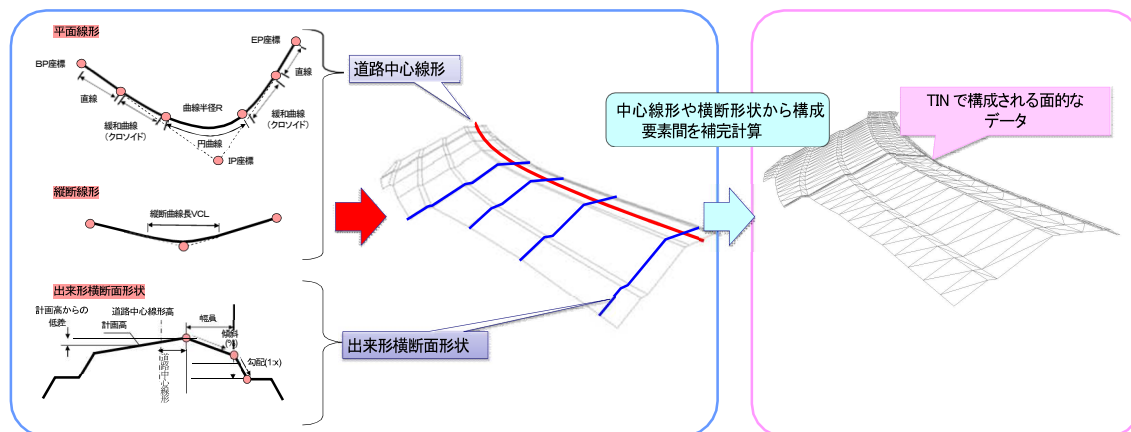 平面線形
EP座標
BP座標
直線
直線
曲線半径R
緩和曲線
(クロソイド)
緩和曲線
(クロソイド)
円曲線
IP座標
縦断線形
縦断曲線長VCL
出来形横断面形状
計画高からの
低差
道路中心線形高
計画高
幅員
傾斜
(%)
勾配(1:x)
道路中心線形
道路中心線形
出来形横断面形状
中心線形や横断形状から構成
要素間を補完計算
TINで構成される面的な
データ